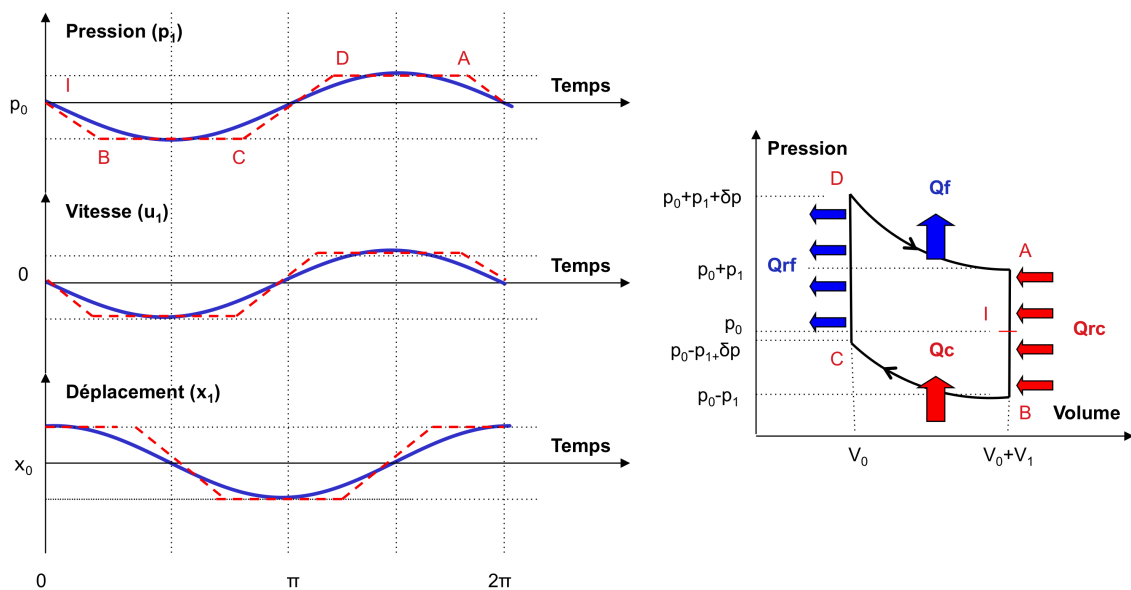 Pression (p₁)
I
D
A
Temps
p₀
B
C
Vitesse (u₁)
0
Temps
Déplacement (x₁)
Temps
x₀
0
π
2π
Pression
D
Qf
p₀+p₁+δp
A
Qrf
p₀+p₁
I
p₀
Qrc
p₀-p₁₊δp
C
Qc
p₀-p₁
B
Volume
V₀
V₀+V₁